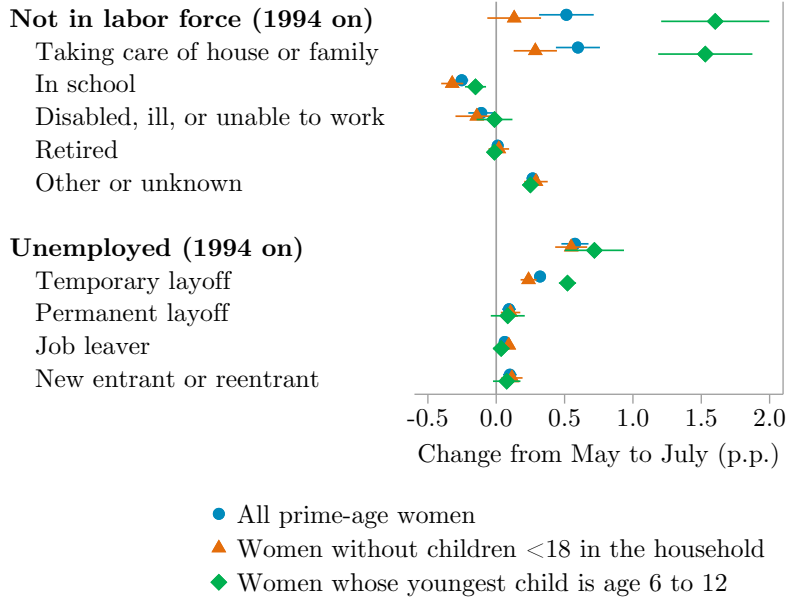 Not in labor force (1994 on)
Taking care of house or family
In school
Disabled, ill, or unable to work
Retired
Other or unknown
Unemployed (1994 on)
Temporary layoff
Permanent layoff
Job leaver
New entrant or reentrant
-0.5 0.0 0.5 1.0 1.5 2.0
Change from May to July (p.p.)
All prime-age women
Women without children <18 in the household
Women whose youngest child is age 6 to 12